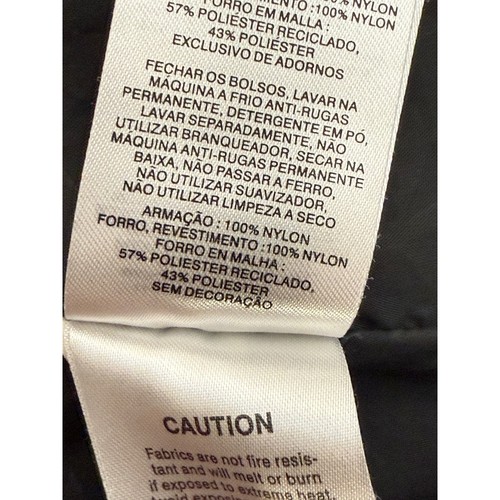 :100% NYLON
FORRO EM MALLA :
57% POLIÉSTER RECICLADO,
43% POLIÉSTER
EXCLUSIVO DE ADORNOS
FECHAR OS BOLSOS, LAVAR NA
MÁQUINA A FRIO ANTI-RUGAS
PERMANENTE, DETERGENTE EM PÓ,
LAVAR SEPARADAMENTE, NÃO
UTILIZAR BRANQUEADOR, SECAR NA
MÁQUINA ANTI-RUGAS PERMANENTE
BAIXA, NÃO PASSAR A FERRO,
NÃO UTILIZAR SUAVIZADOR,
NÃO UTILIZAR LIMPEZA A SECO
ARMAÇÃO : 100% NYLON
FORRO, REVESTIMENTO :100% NYLON
FORRO EM MALHA :
57% POLIESTER RECICLADO,
43% POLIESTER
SEM DECORAÇÃO
CAUTION
Fabrics are not fire resis-
tant and will melt or burn
if exposed to extreme heat.